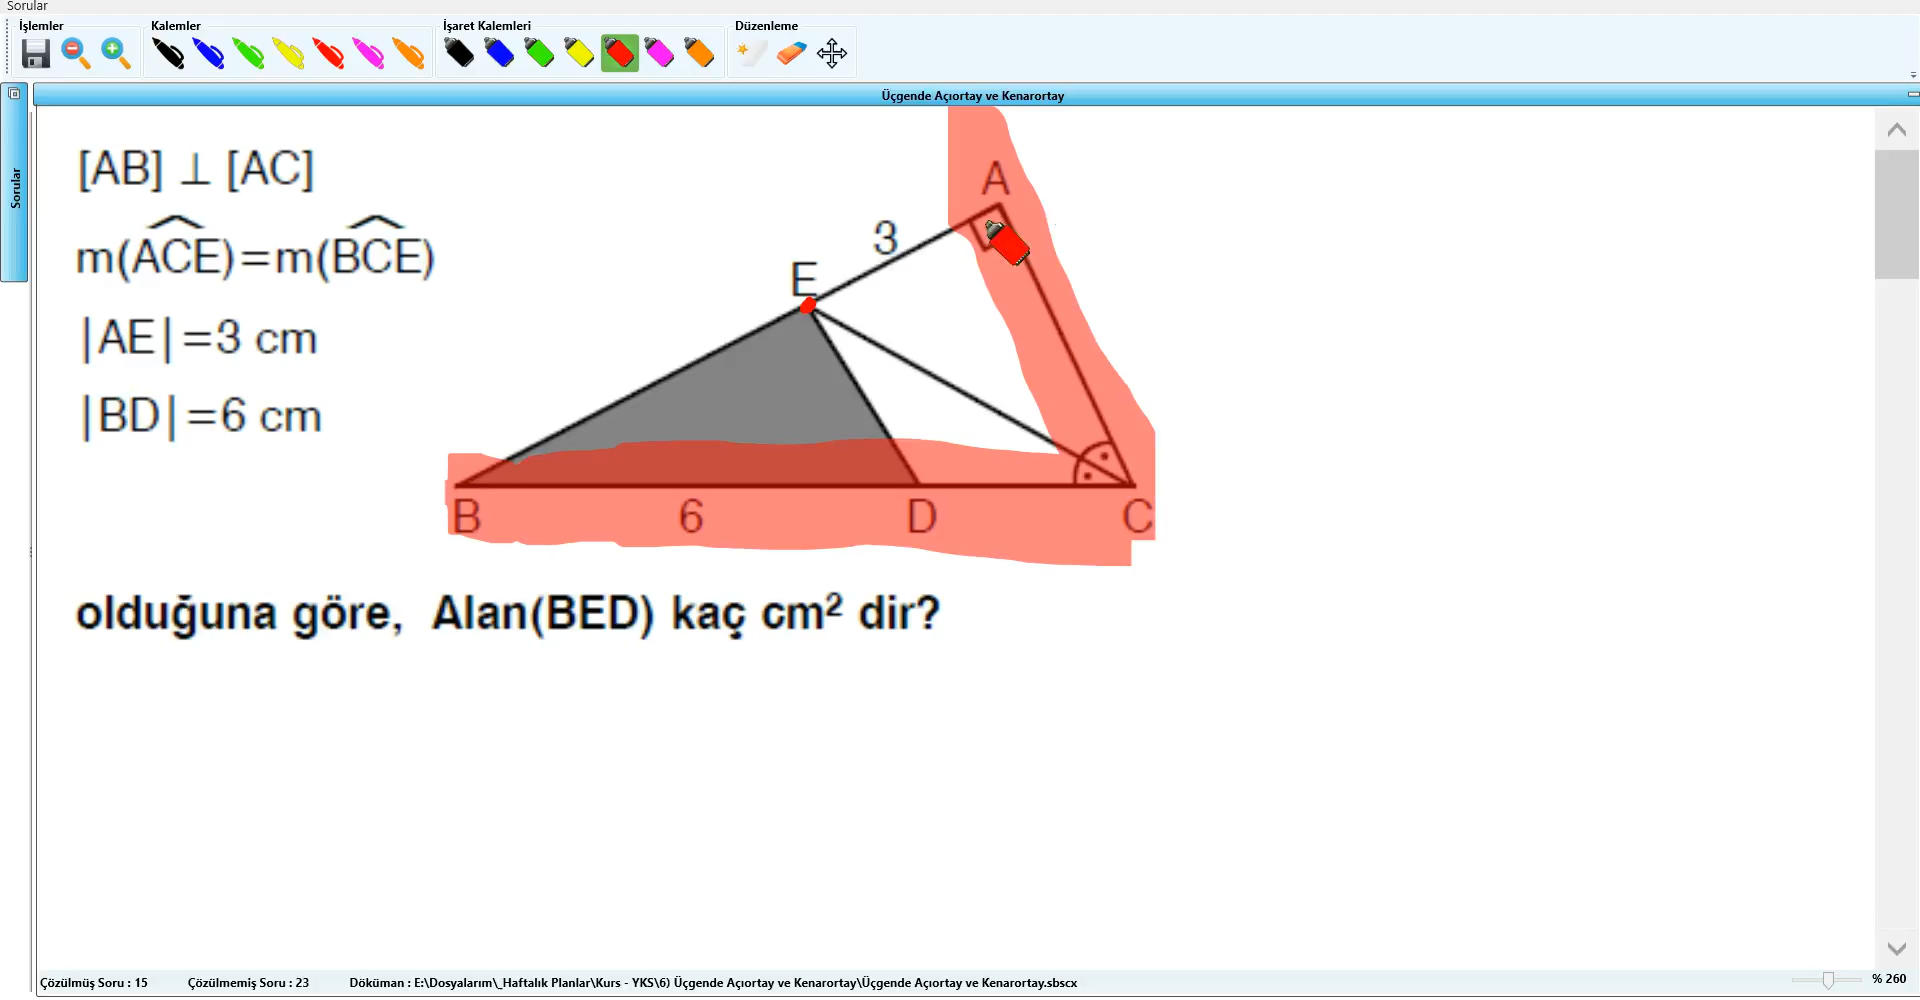 Sorular
İşlemler
Kalemler
İşaret Kalemleri
Düzenleme
Üçgende Açıortay ve Kenarortay
Sorular
[AB] ⊥ [AC]
m(ACE)=m(BCE)
|AE|=3 cm
|BD|=6 cm
A
3
E
B
6
D
C
olduğuna göre, Alan(BED) kaç cm² dir?
Çözülmüş Soru : 15
Çözülmemiş Soru : 23
Döküman : E:\Dosyalarım\_Haftalık Planlar\Kurs - YKS\6) Üçgende Açıortay ve Kenarortay\Üçgende Açıortay ve Kenarortay.sbscx
% 260